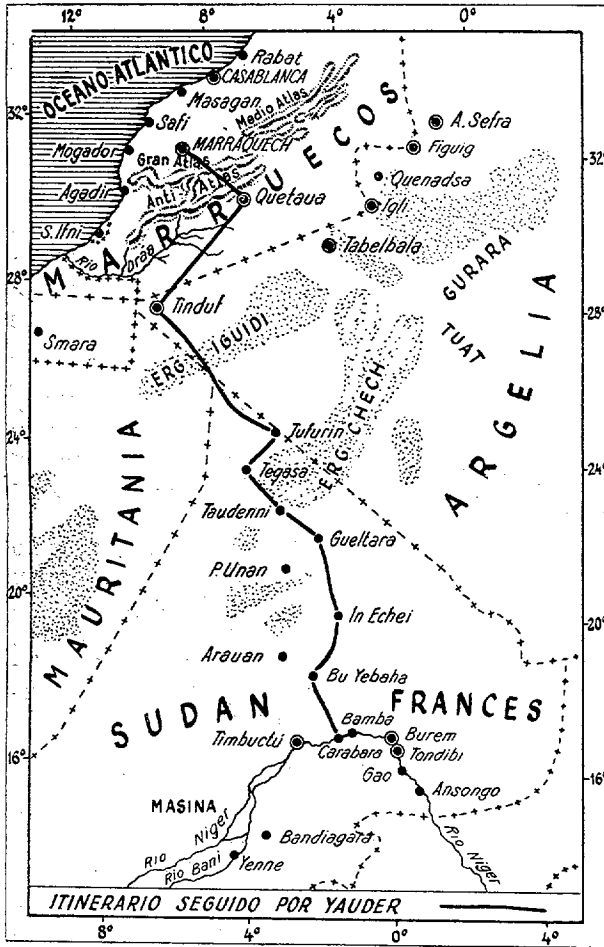 12° 8° 4° 0°
OCEANO-ATLANTICO
Rabat
CASABLANCA
Masagan
Medio Atlas
32°
Safi
A. Sefra
MARRAQUECH
Mogador
Gran Atlas
Figuig
32°
Quenadsa
Agadir
Anti Atlas
Quetaua
Igli
S. Ifni
MARRUECOS
Rio Drâa
Tabelbala
GURARA
28°
28°
Tinduf
TUAT
Smara
ERG IGUIDI
ARGELIA
ERG CHECH
24°
Tufurin
24°
Tegasa
MAURITANIA
Taudenni
Gueltara
P. Unan
20°
In Echei
20°
Arauan
Bu Yebaha
SUDAN FRANCES
Bamba
Burem
Timbuctú
Carabara
Tondibi
16°
Gao
16°
Ansongo
MASINA
Rio Niger
Bandiagara
Rio Bani
Yenne
Rio Niger
ITINERARIO SEGUIDO POR YAUDER
8° 4° 0° 4°